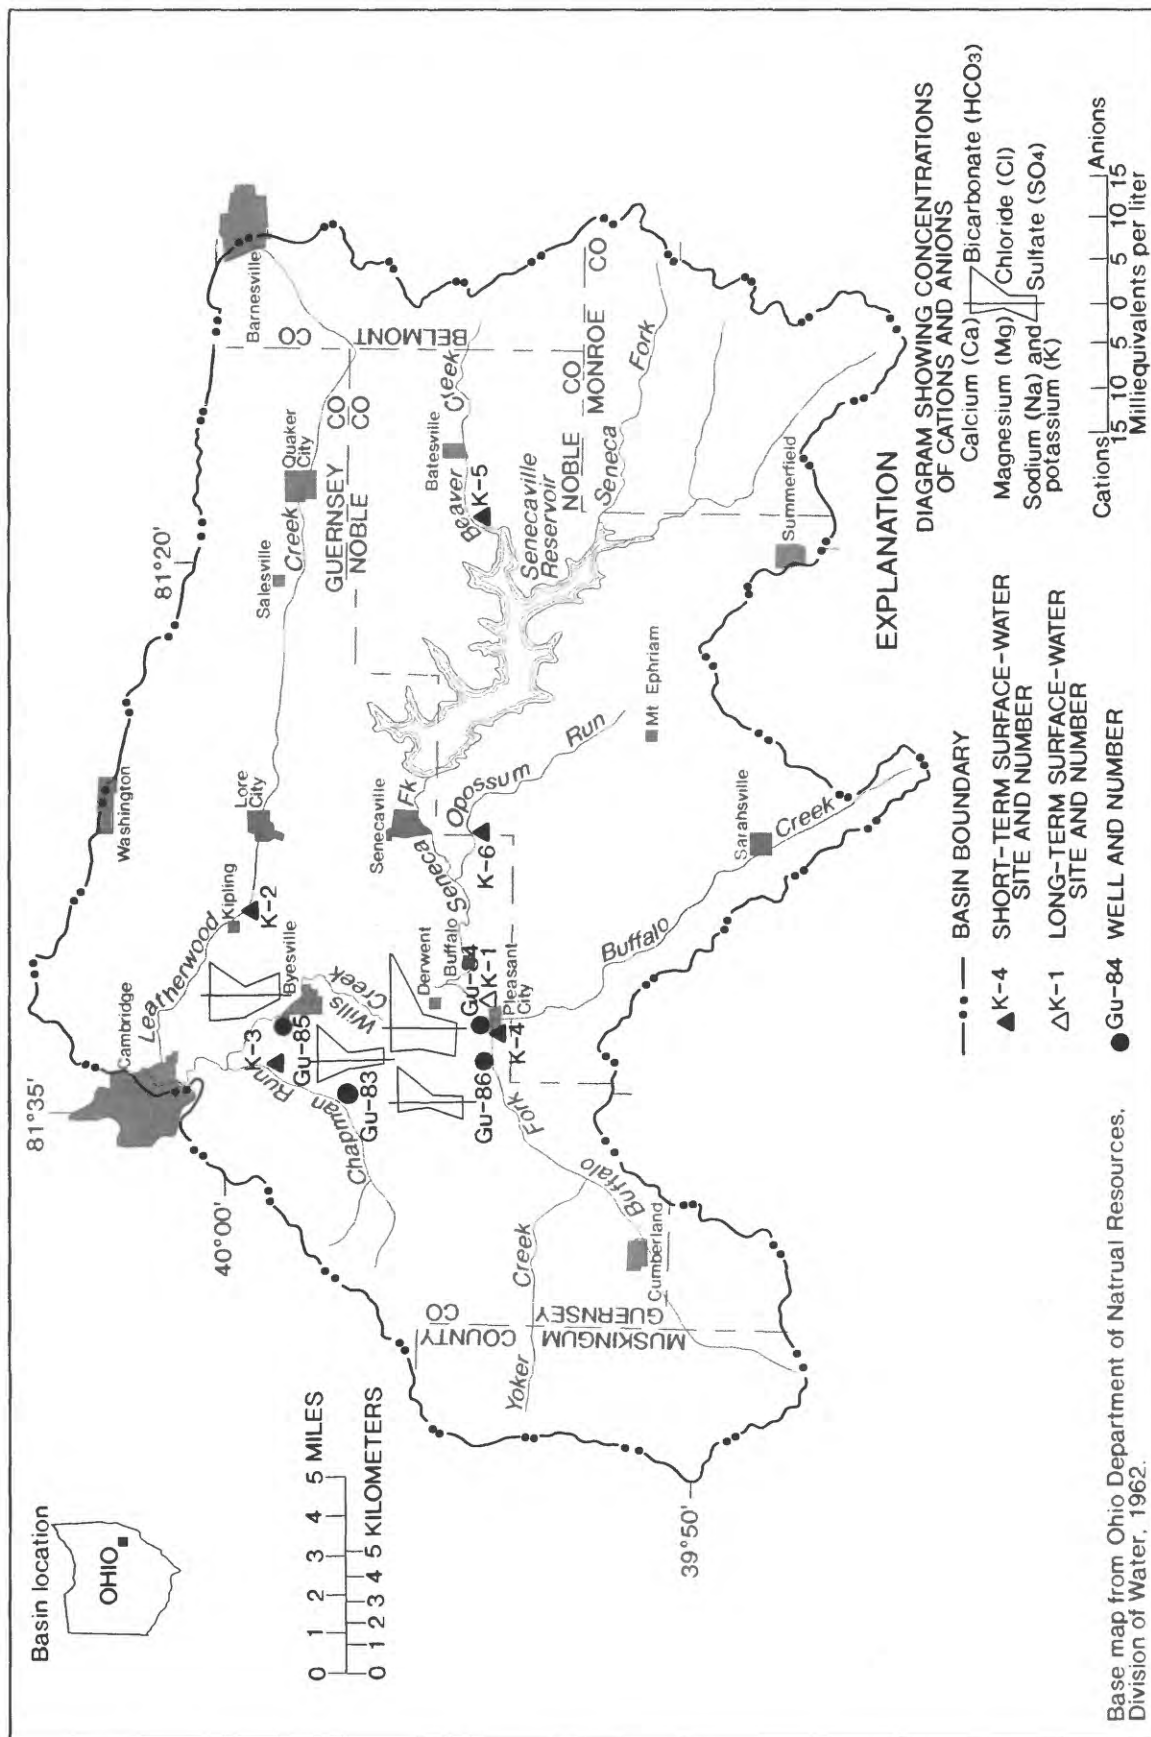 Basin location
OHIO
0 1 2 3 4 5 MILES
0 1 2 3 4 5 KILOMETERS
81°35'
81°20'
40°00'
39°50'
Cambridge
Washington
Leatherwood
Kipling
K-2
Lore
City
Salesville
Creek
Quaker
City
Barnesville
GUERNSEY CO
NOBLE CO
BELMONT CO
K-3
Byesville
Gu-85
Run
Chapman
Gu-83
Wills
Creek
Senecaville
Seneca Fk
Derwent
Buffalo
Gu-84
K-1
Pleasant
City
K-4
Gu-86
K-6
Opossum Run
Batesville
Beaver Creek
K-5
Senecaville
Reservoir
NOBLE CO
MONROE CO
Seneca Fork
Mt Ephriam
Summerfield
Sarahsville
Buffalo Creek
Buffalo Fork
Cumberland
Yoker Creek
MUSKINGUM COUNTY
GUERNSEY CO
EXPLANATION
BASIN BOUNDARY
K-4 SHORT-TERM SURFACE-WATER
SITE AND NUMBER
K-1 LONG-TERM SURFACE-WATER
SITE AND NUMBER
Gu-84 WELL AND NUMBER
DIAGRAM SHOWING CONCENTRATIONS
OF CATIONS AND ANIONS
Calcium (Ca) Bicarbonate (HCO3)
Magnesium (Mg) Chloride (Cl)
Sodium (Na) and Sulfate (SO4)
potassium (K)
Cations Anions
15 10 5 0 5 10 15
Milliequivalents per liter
Base map from Ohio Department of Natrual Resources,
Division of Water, 1962.